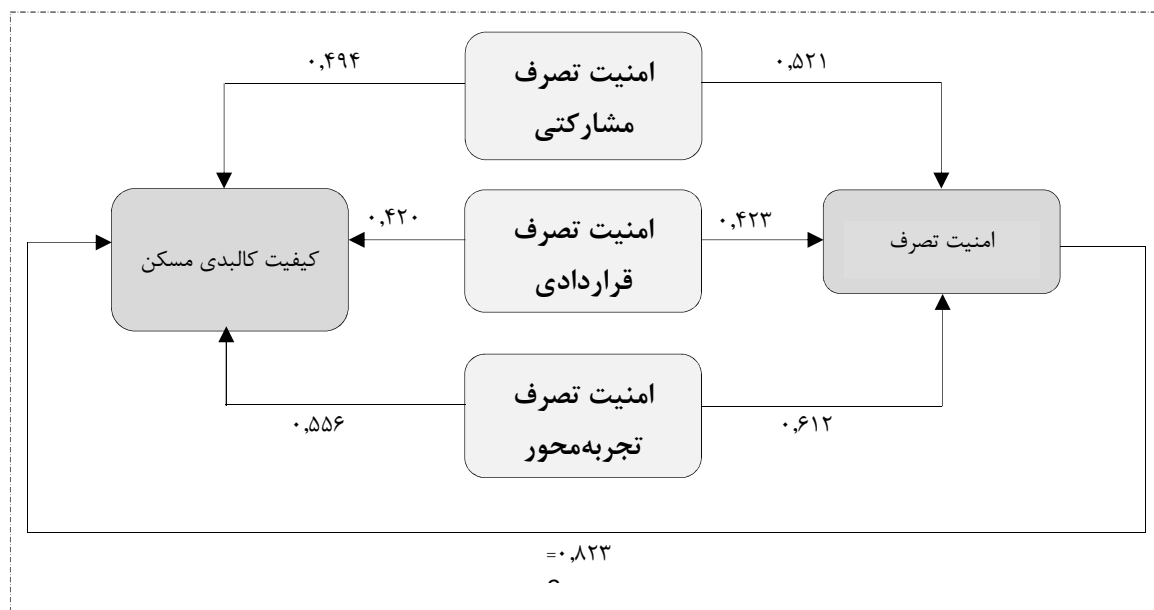 ۰,۵۲۱
امنیت تصرف
مشارکتی
۰,۴۹۴
امنیت تصرف
۰,۴۲۳
امنیت تصرف
قراردادی
۰,۴۲۰
کیفیت کالبدی مسکن
۰,۶۱۲
امنیت تصرف
تجربه‌محور
۰,۵۵۶
=۰,۸۲۳